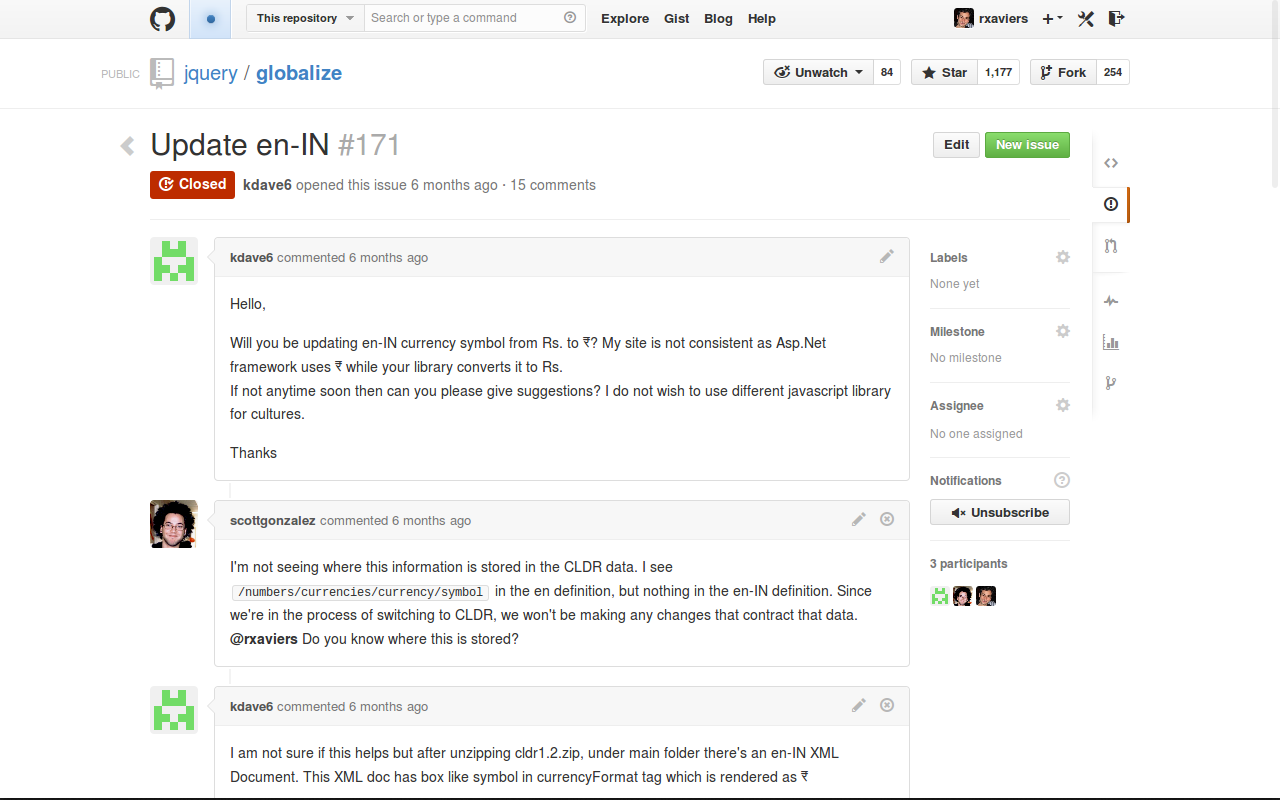 This repository Search or type a command Explore Gist Blog Help rxaviers
PUBLIC jquery / globalize Unwatch 84 Star 1,177 Fork 254
Update en-IN #171 Edit New issue
Closed kdave6 opened this issue 6 months ago · 15 comments
kdave6 commented 6 months ago
Hello,
Will you be updating en-IN currency symbol from Rs. to ₹? My site is not consistent as Asp.Net
framework uses ₹ while your library converts it to Rs.
If not anytime soon then can you please give suggestions? I do not wish to use different javascript library
for cultures.
Thanks
scottgonzalez commented 6 months ago
I'm not seeing where this information is stored in the CLDR data. I see
/numbers/currencies/currency/symbol in the en definition, but nothing in the en-IN definition. Since
we're in the process of switching to CLDR, we won't be making any changes that contract that data.
@rxaviers Do you know where this is stored?
kdave6 commented 6 months ago
I am not sure if this helps but after unzipping cldr1.2.zip, under main folder there's an en-IN XML
Document. This XML doc has box like symbol in currencyFormat tag which is rendered as ₹
Labels
None yet
Milestone
No milestone
Assignee
No one assigned
Notifications
Unsubscribe
3 participants